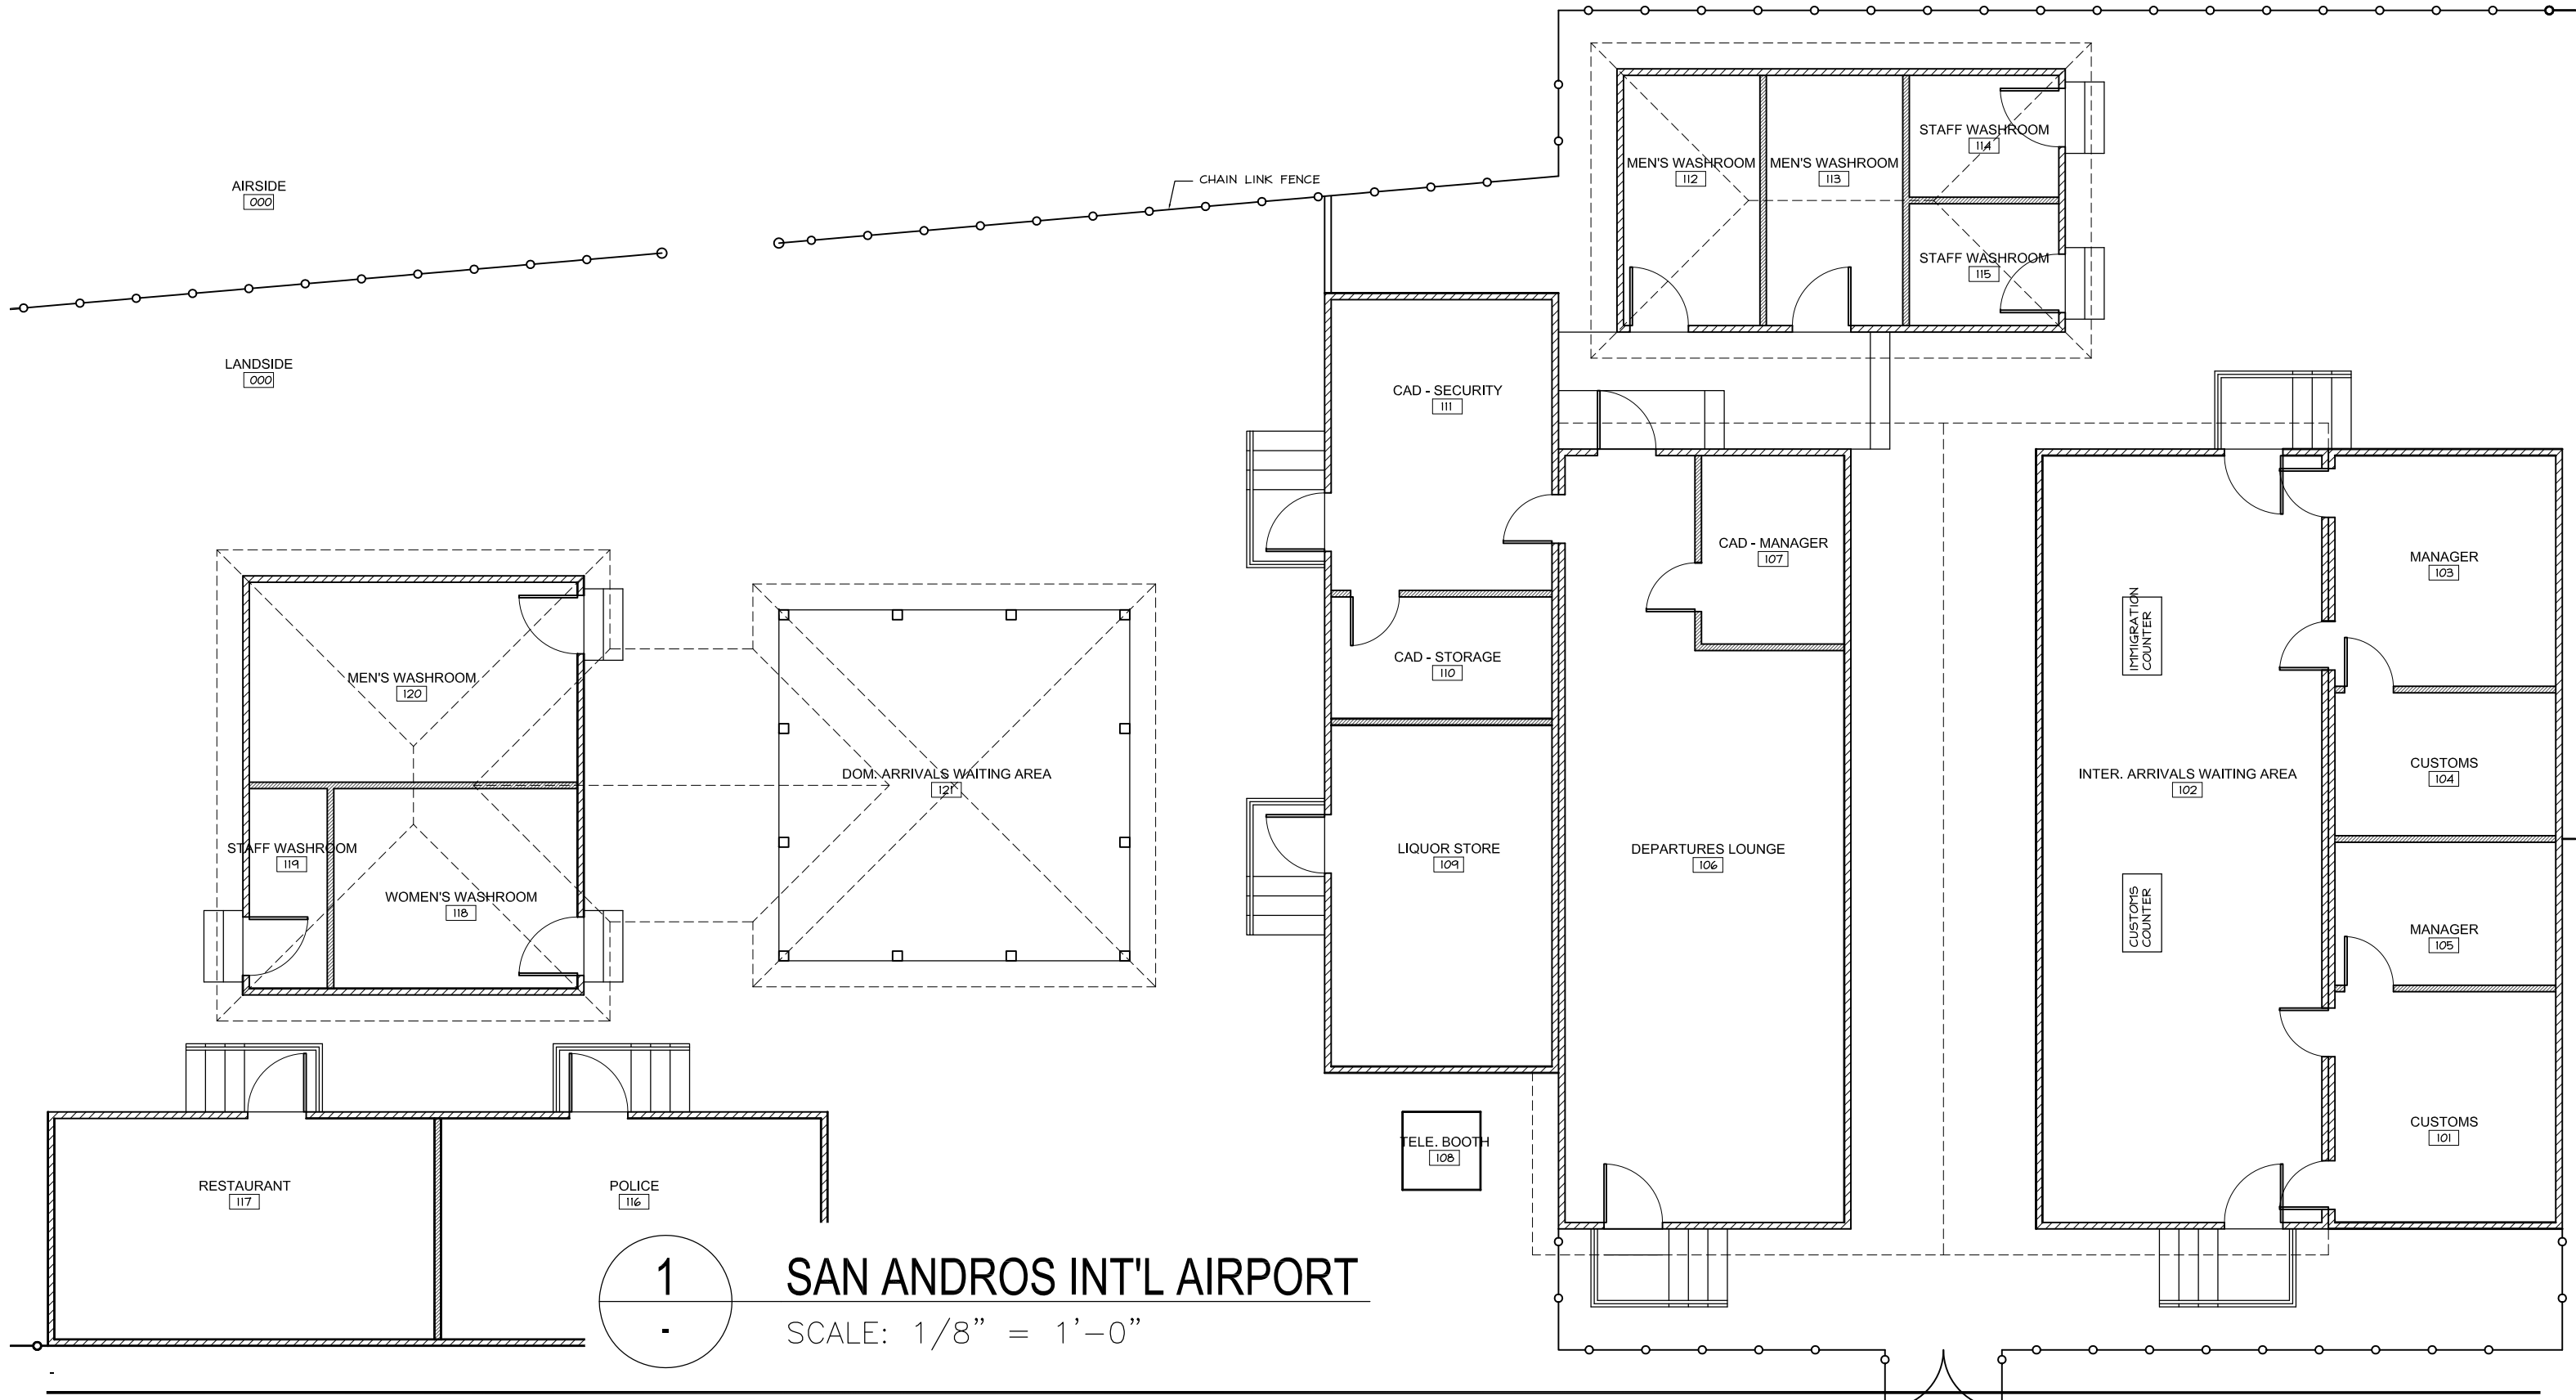 AIRSIDE
000
LANDSIDE
000
CHAIN LINK FENCE
MEN'S WASHROOM
112
MEN'S WASHROOM
113
STAFF WASHROOM
114
STAFF WASHROOM
115
CAD - SECURITY
111
CAD - MANAGER
107
CAD - STORAGE
110
LIQUOR STORE
109
DEPARTURES LOUNGE
106
TELE. BOOTH
108
IMMIGRATION
COUNTER
INTER. ARRIVALS WAITING AREA
102
CUSTOMS
COUNTER
MANAGER
103
CUSTOMS
104
MANAGER
105
CUSTOMS
101
MEN'S WASHROOM
120
STAFF WASHROOM
119
WOMEN'S WASHROOM
118
DOM. ARRIVALS WAITING AREA
121
RESTAURANT
117
POLICE
116
1
-
SAN ANDROS INT'L AIRPORT
SCALE: 1/8" = 1'-0"
-